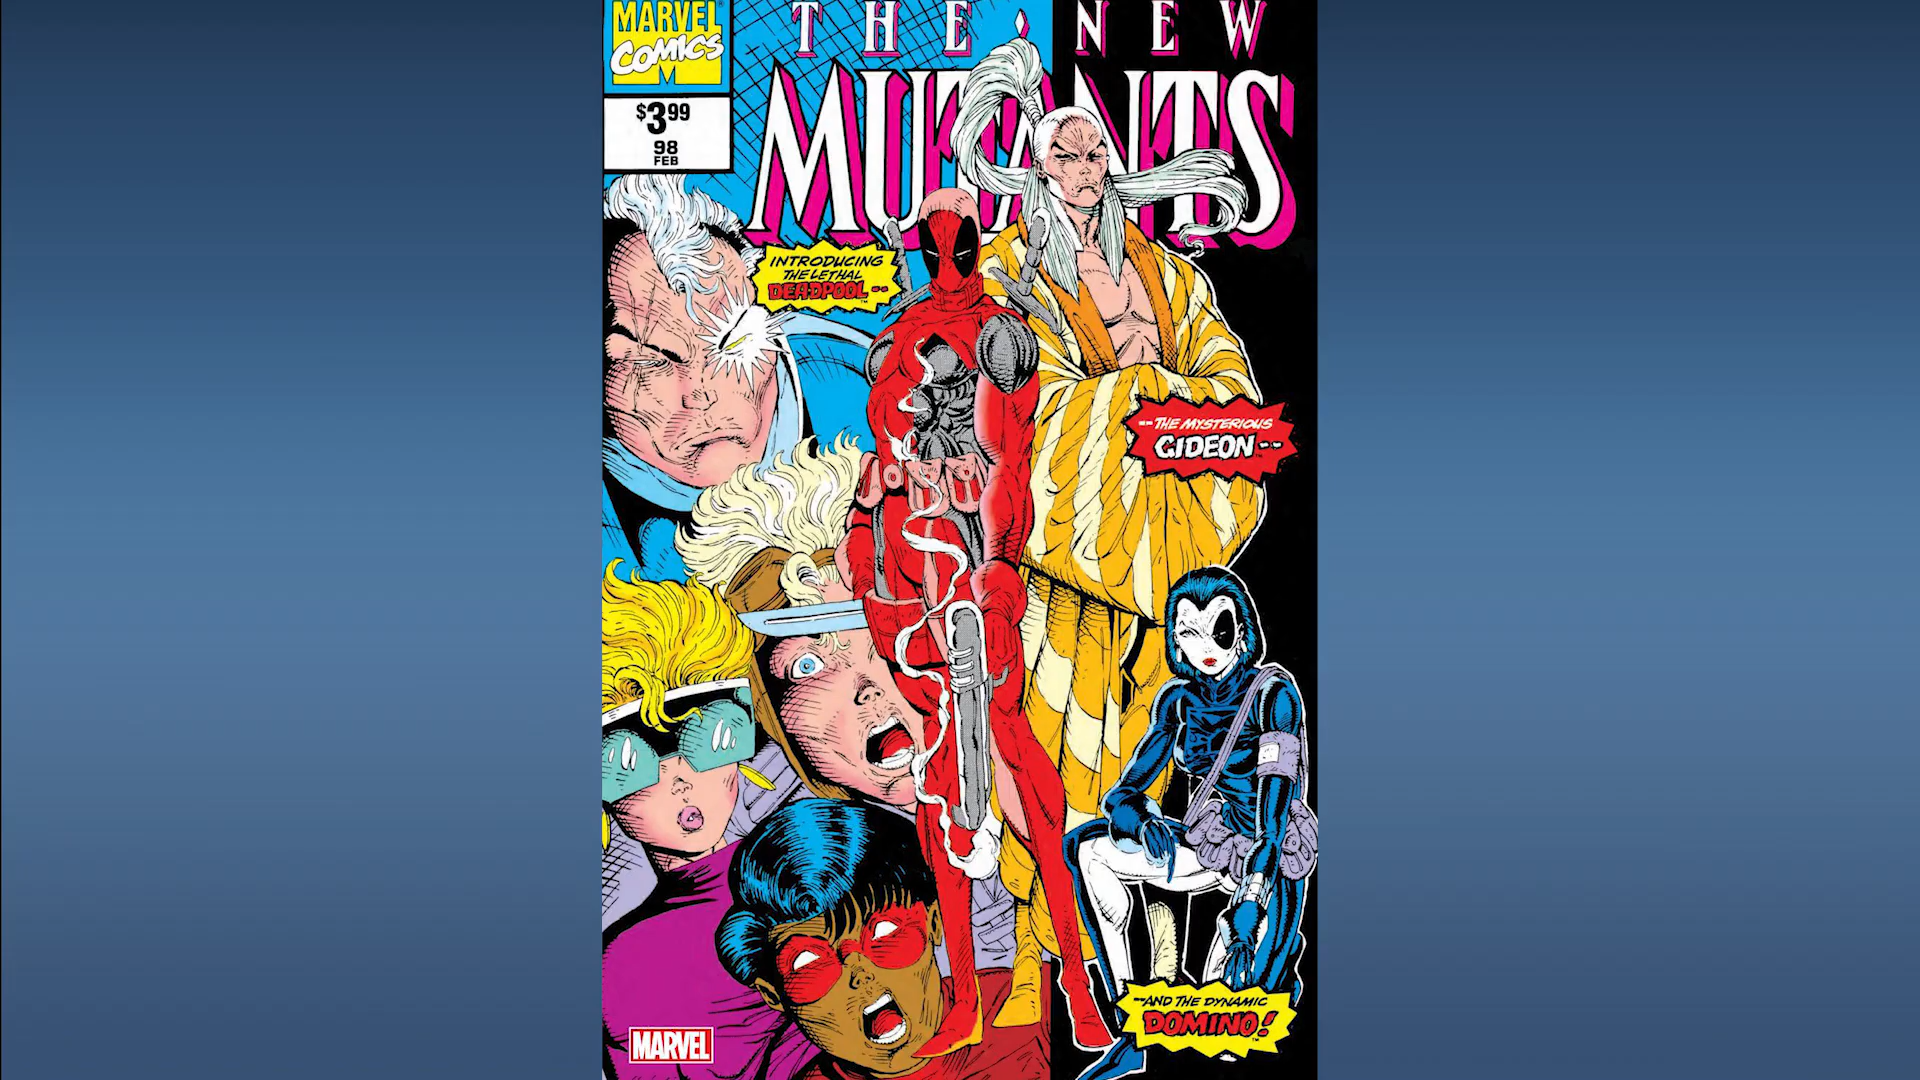 MARVEL
COMICS
M
$3.99
98
FEB
THE NEW
MUTANTS
INTRODUCING
THE LETHAL
DEADPOOL --
-- THE MYSTERIOUS
GIDEON --
--AND THE DYNAMIC
DOMINO!
MARVEL